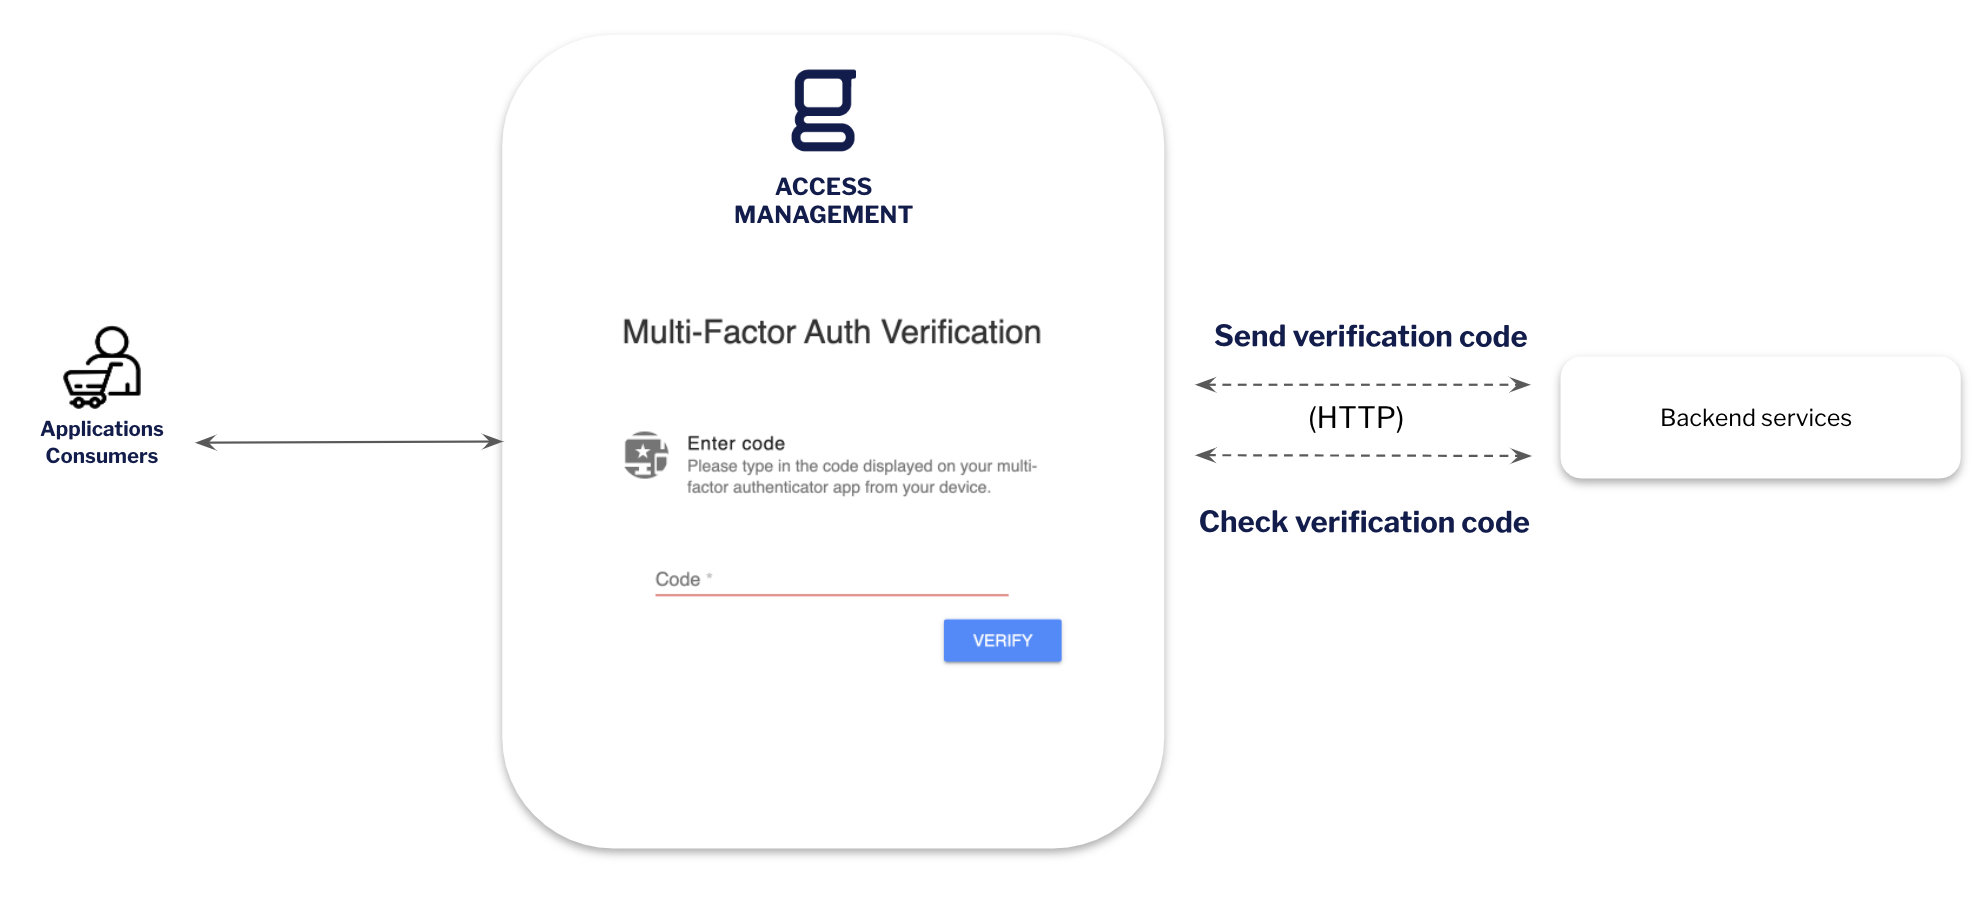 ACCESS
MANAGEMENT
Multi-Factor Auth Verification
Applications
Consumers
Enter code
Please type in the code displayed on your multi-
factor authenticator app from your device.
Code *
VERIFY
Send verification code
(HTTP)
Check verification code
Backend services